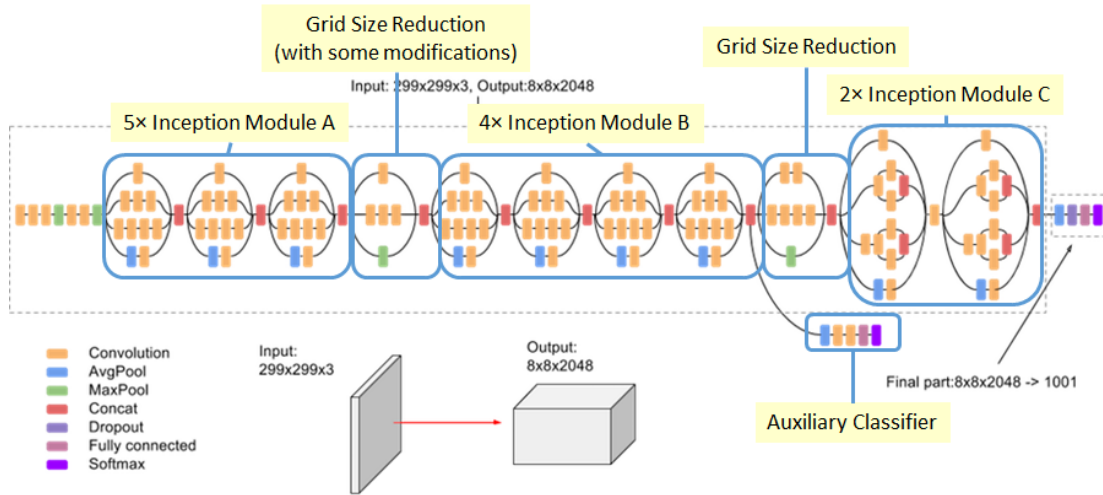 Grid Size Reduction
(with some modifications)
Grid Size Reduction
Input: 299x299x3, Output:8x8x2048
5× Inception Module A
4× Inception Module B
2× Inception Module C
Convolution
AvgPool
MaxPool
Concat
Dropout
Fully connected
Softmax
Input:
299x299x3
Output:
8x8x2048
Final part:8x8x2048 -> 1001
Auxiliary Classifier